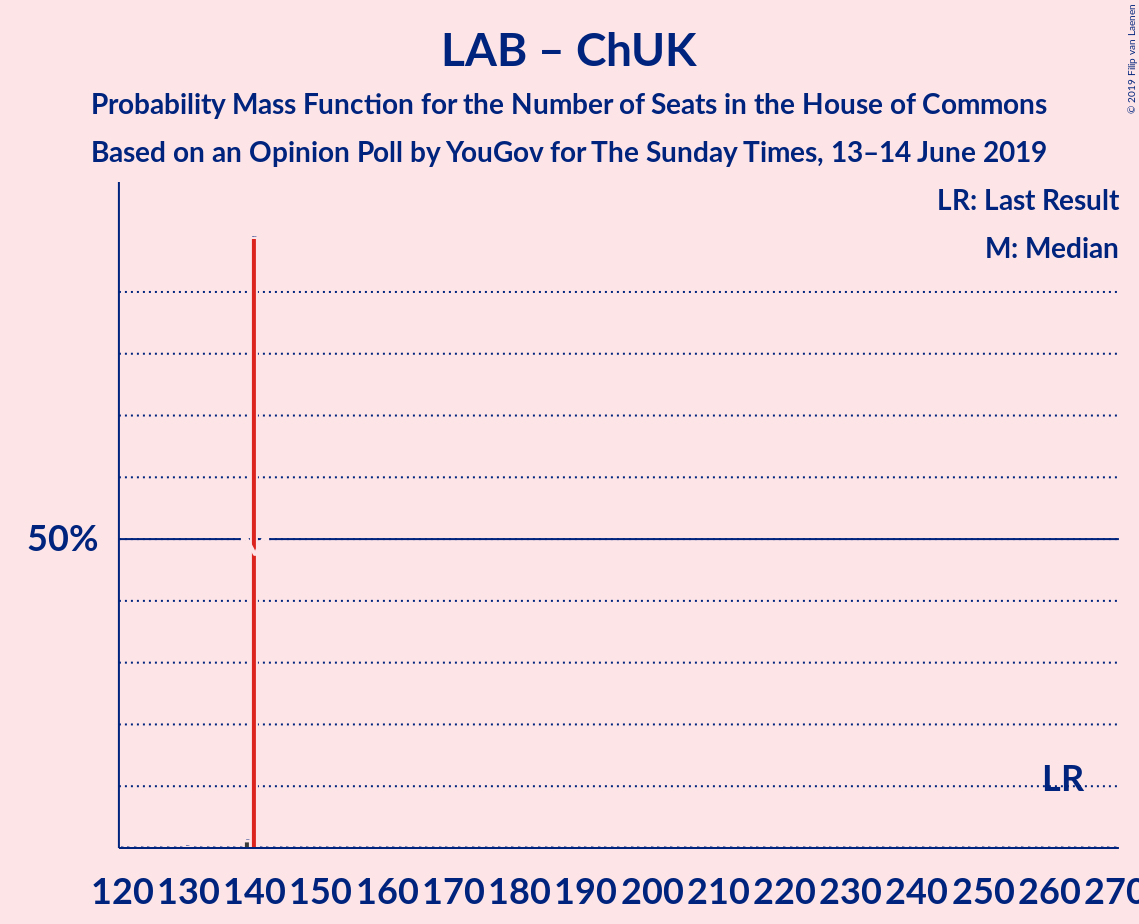 LAB – ChUK
Probability Mass Function for the Number of Seats in the House of Commons
Based on an Opinion Poll by YouGov for The Sunday Times, 13–14 June 2019
© 2019 Filip van Laenen
LR: Last Result
M: Median
50%
LR
120 130 140 150 160 170 180 190 200 210 220 230 240 250 260 270